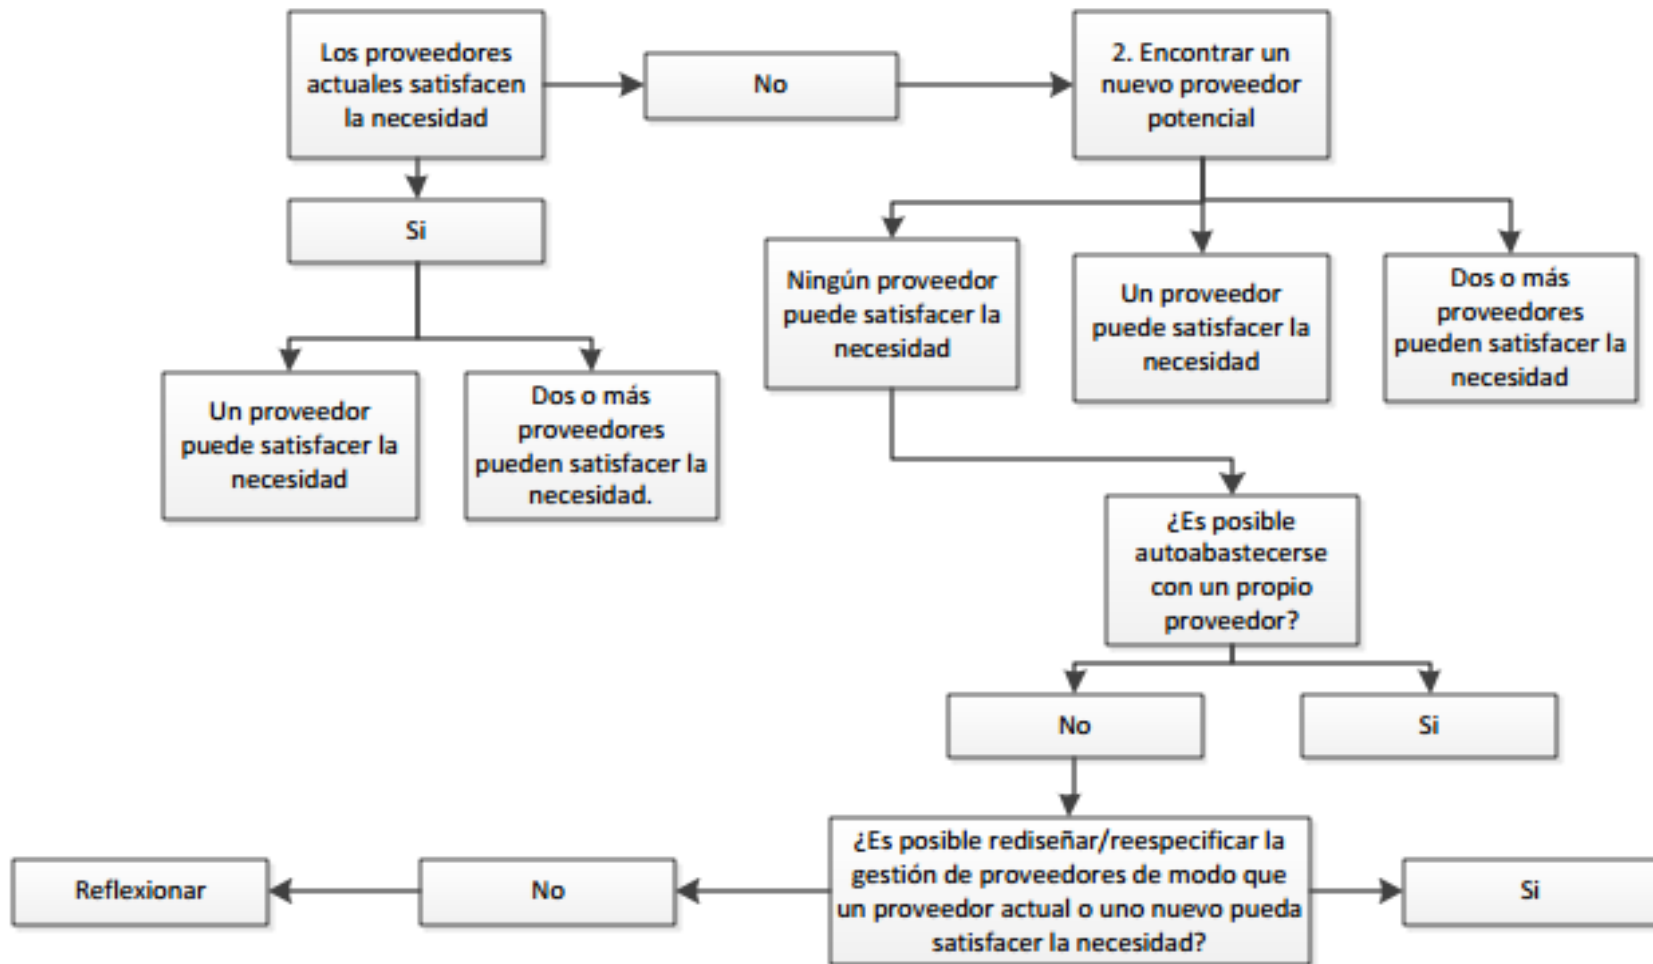 Los proveedores
actuales satisfacen
la necesidad
No
2. Encontrar un
nuevo proveedor
potencial
Si
Ningún proveedor
puede satisfacer la
necesidad
Un proveedor
puede satisfacer la
necesidad
Dos o más
proveedores
pueden satisfacer la
necesidad
Un proveedor
puede satisfacer la
necesidad
Dos o más
proveedores
pueden satisfacer la
necesidad.
¿Es posible
autoabastecerse
con un propio
proveedor?
No
Si
¿Es posible rediseñar/reespecificar la
gestión de proveedores de modo que
un proveedor actual o uno nuevo pueda
satisfacer la necesidad?
Reflexionar
No
Si